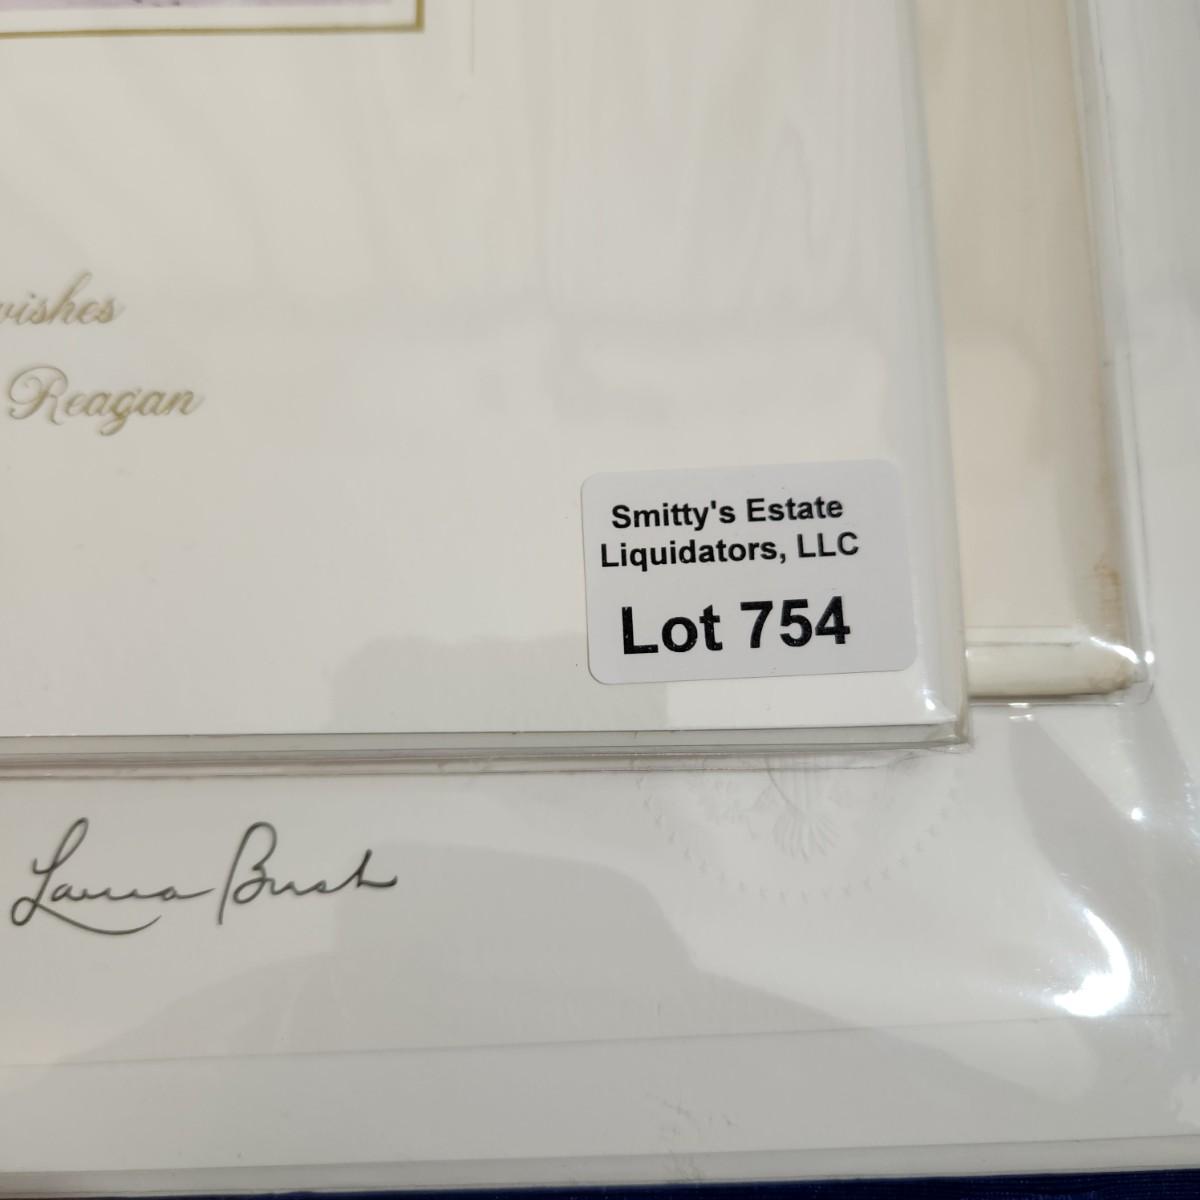 wishes
Reagan
Smitty's Estate
Liquidators, LLC
Lot 754
Laura Bush